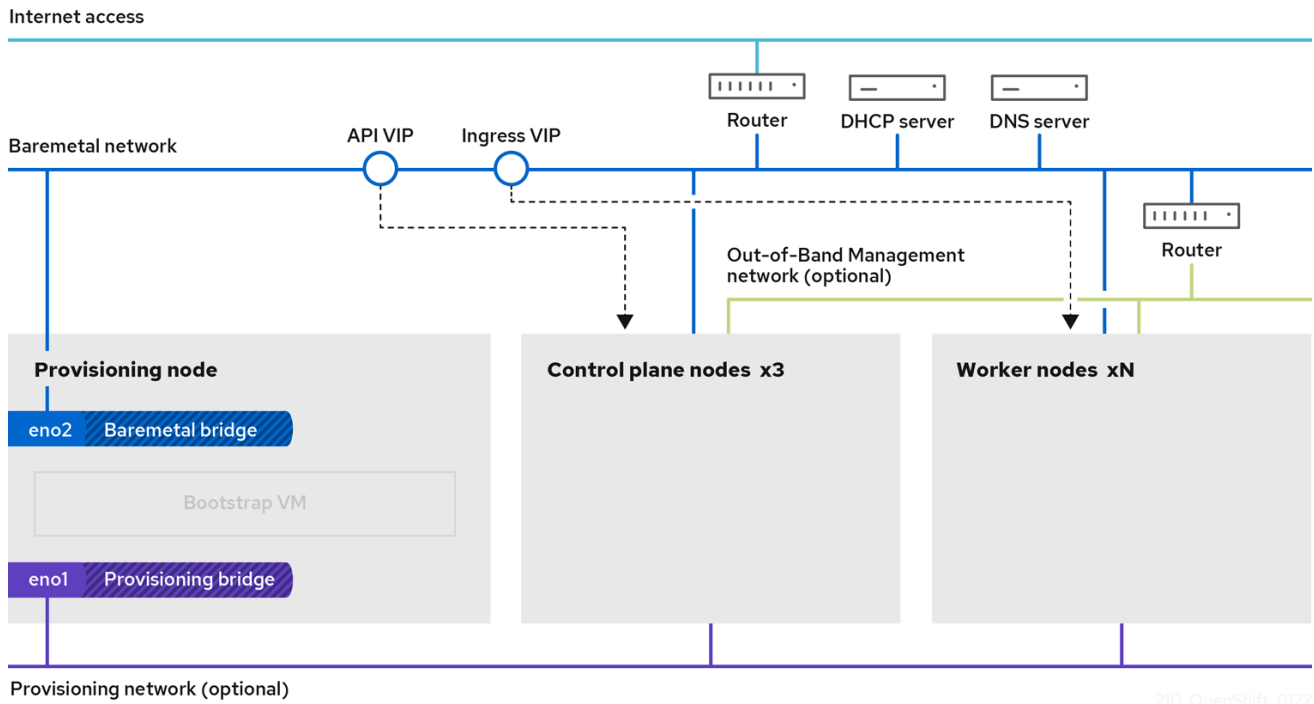 Internet access
Router
DHCP server
DNS server
API VIP
Ingress VIP
Baremetal network
Router
Out-of-Band Management
network (optional)
Provisioning node
Control plane nodes x3
Worker nodes xN
eno2
Baremetal bridge
Bootstrap VM
eno1
Provisioning bridge
Provisioning network (optional)
210_OpenShift_0122